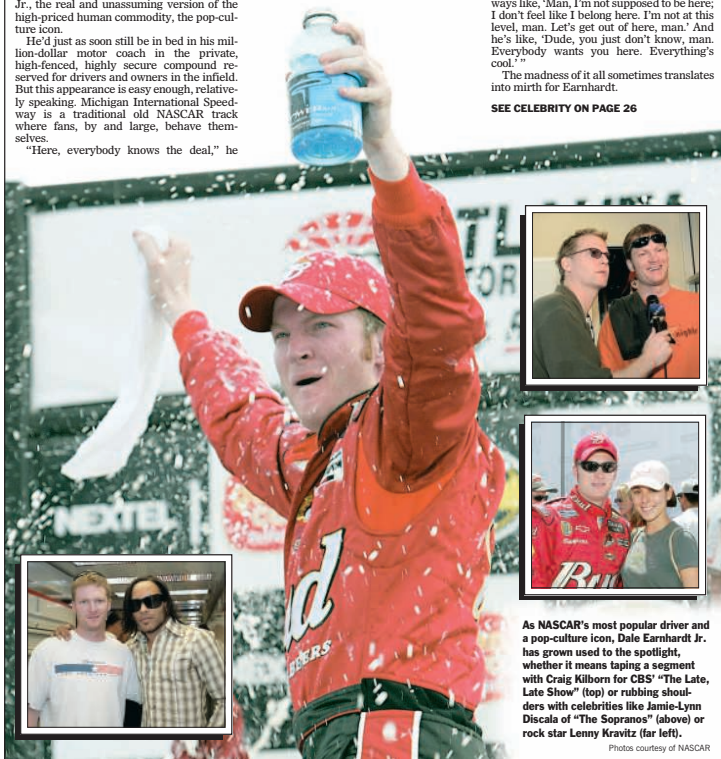 Jr., the real and unassuming version of the
high-priced human commodity, the pop-cul-
ture icon.
He'd just as soon still be in bed in his mil-
lion-dollar motor coach in the private,
high-fenced, highly secure compound re-
served for drivers and owners in the infield.
But this appearance is easy enough, relative-
ly speaking. Michigan International Speed-
way is a traditional old NASCAR track
where fans, by and large, behave them-
selves.
“Here, everybody knows the deal,” he
ways like, ‘Man, I'm not supposed to be here;
I don't feel like I belong here. I'm not at this
level, man. Let's get out of here, man.’ And
he's like, ‘Dude, you just don't know, man.
Everybody wants you here. Everything's
cool.’ ”
The madness of it all sometimes translates
into mirth for Earnhardt.
SEE CELEBRITY ON PAGE 26
NEXTEL
Bud
As NASCAR's most popular driver and
a pop-culture icon, Dale Earnhardt Jr.
has grown used to the spotlight,
whether it means taping a segment
with Craig Kilborn for CBS' “The Late,
Late Show” (top) or rubbing shoul-
ders with celebrities like Jamie-Lynn
Discala of “The Sopranos” (above) or
rock star Lenny Kravitz (far left).
Photos courtesy of NASCAR